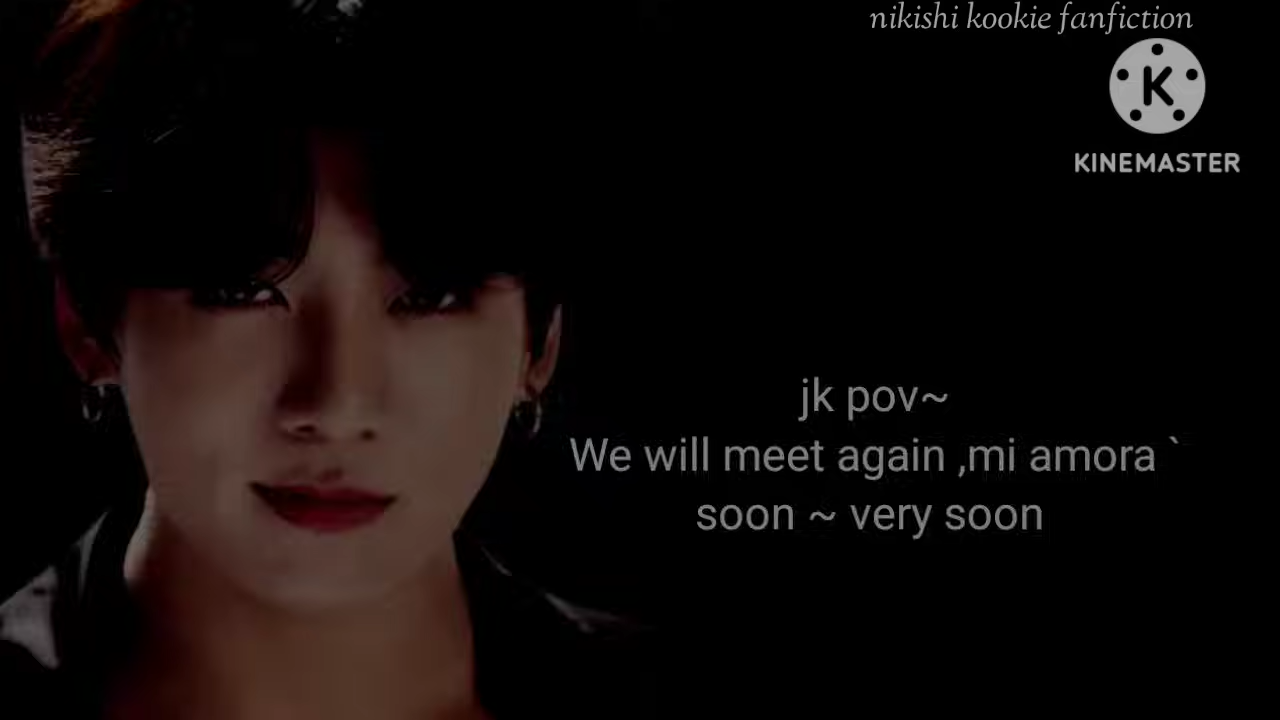 nikishi kookie fanfiction
K
KINEMASTER
jk pov~
We will meet again ,mi amora `
soon ~ very soon